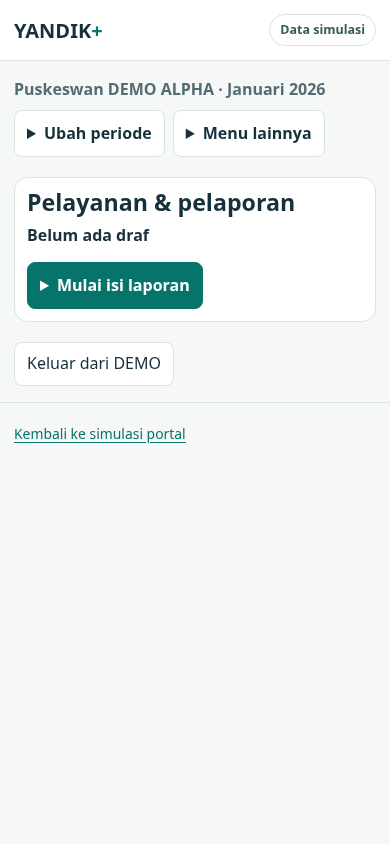 YANDIK+
Data simulasi
Puskeswan DEMO ALPHA · Januari 2026
Ubah periode
Menu lainnya
Pelayanan & pelaporan
Belum ada draf
Mulai isi laporan
Keluar dari DEMO
Kembali ke simulasi portal